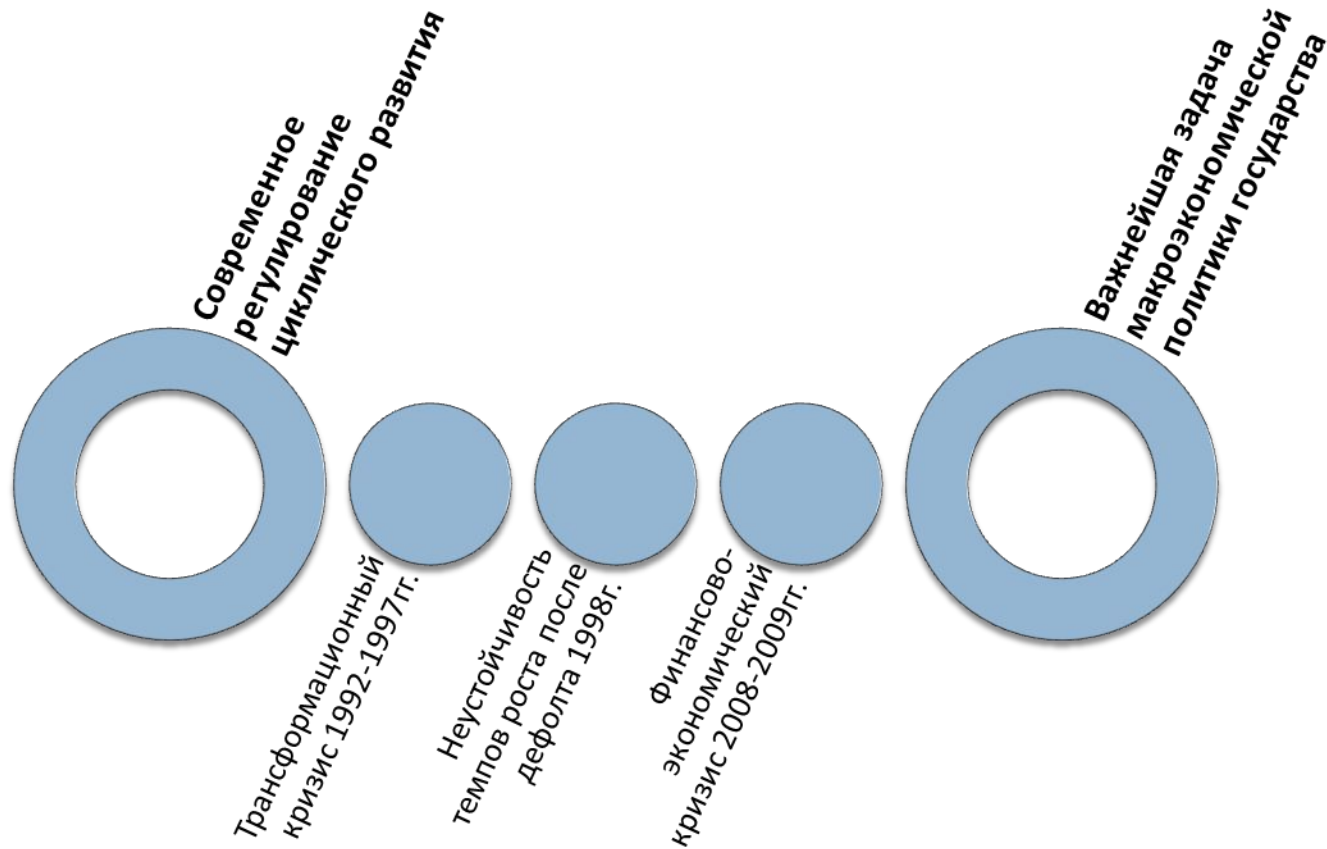 Современное
регулирование
циклического развития
Трансформационный
кризис 1992-1997гг.
Неустойчивость
темпов роста после
дефолта 1998г.
Финансово-
экономический
кризис 2008-2009гг.
Важнейшая задача
макроэкономической
политики государства